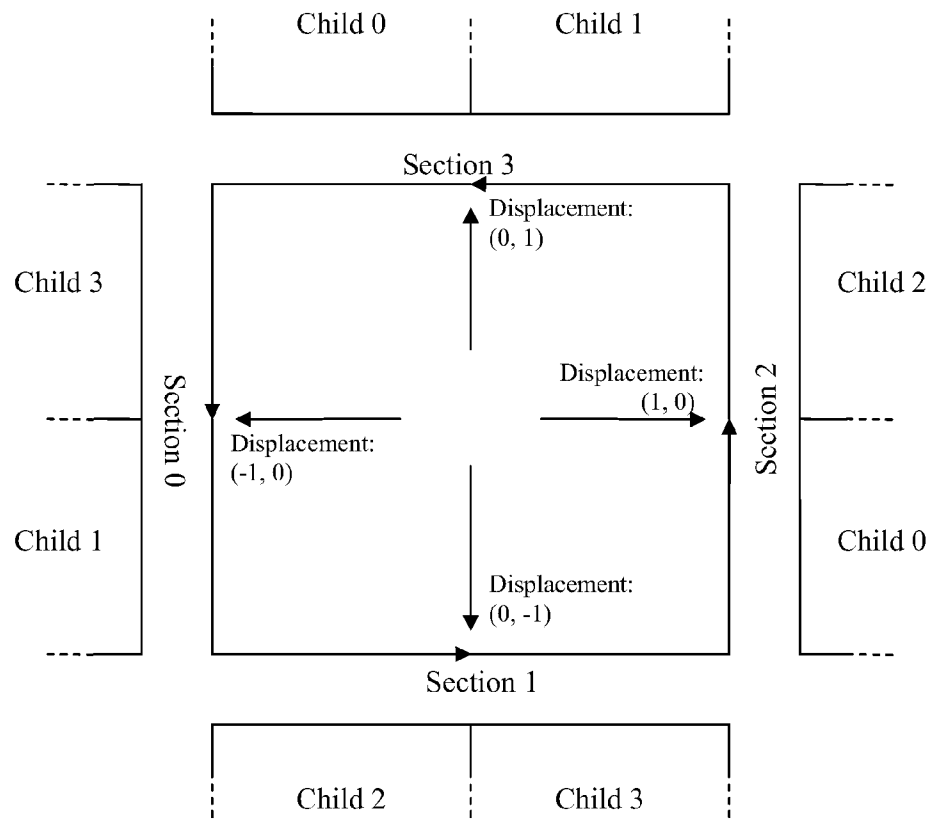 Child 0
Child 1
Section 3
Displacement:
(0, 1)
Child 3
Child 2
Displacement:
(1, 0)
Section 0
Section 2
Displacement:
(-1, 0)
Child 1
Child 0
Displacement:
(0, -1)
Section 1
Child 2
Child 3